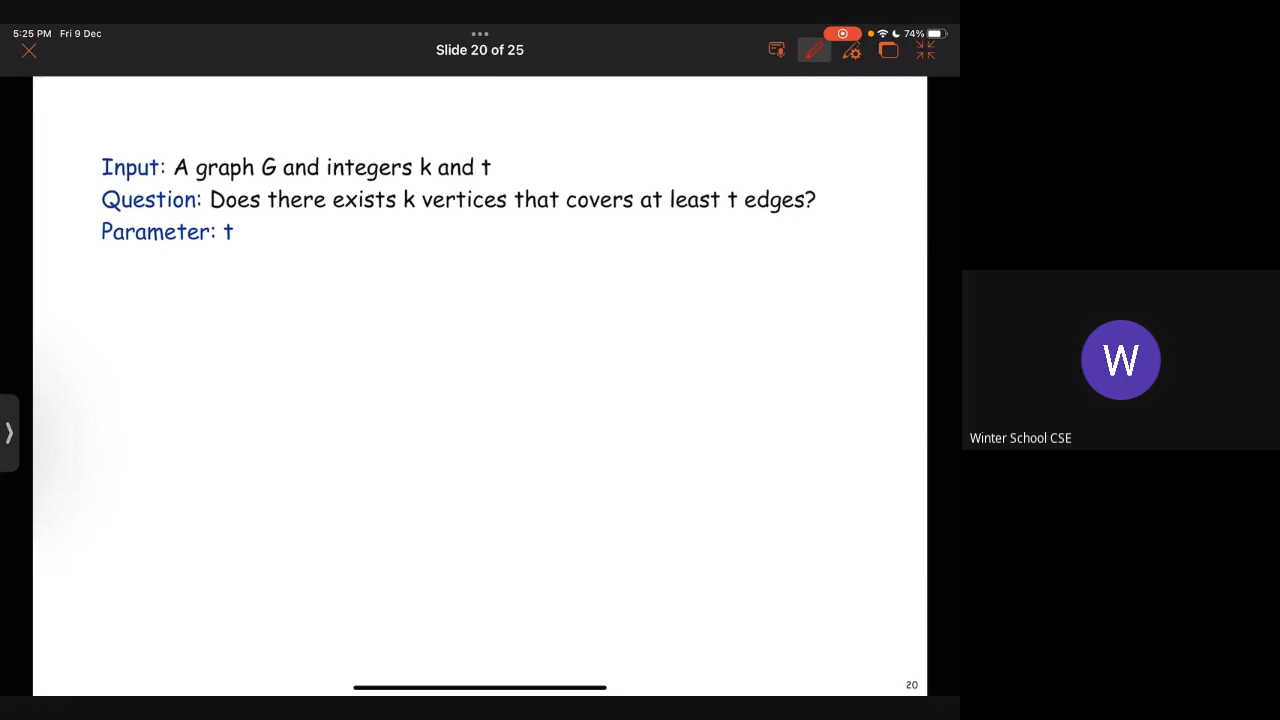 5:25 PM Fri 9 Dec
74%
Slide 20 of 25
Input: A graph G and integers k and t
Question: Does there exists k vertices that covers at least t edges?
Parameter: t
W
Winter School CSE
20